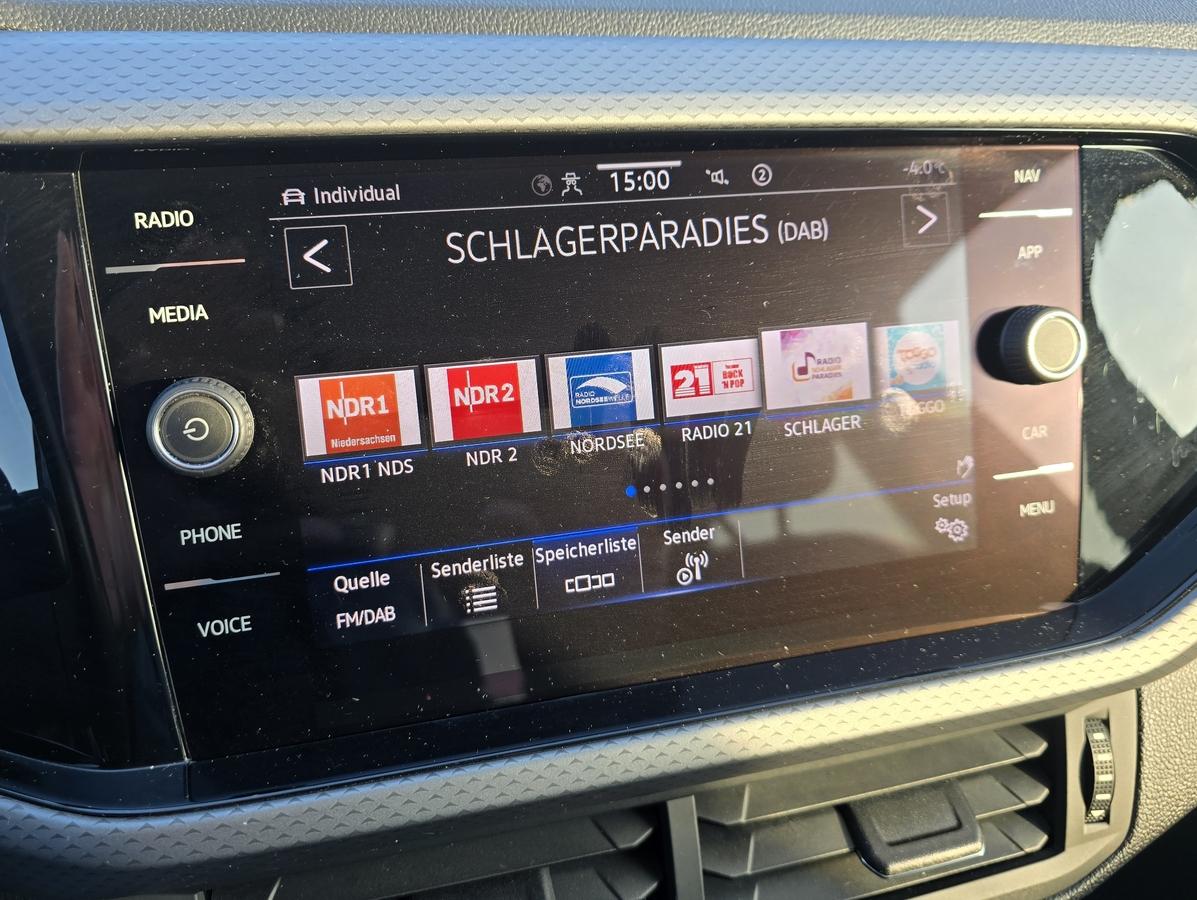 RADIO
MEDIA
PHONE
VOICE
Individual
15:00
2
-4.0°C
SCHLAGERPARADIES (DAB)
NDR1
Niedersachsen
NDR1 NDS
NDR 2
NDR 2
RADIO
NORDSEEWELLE
NORDSEE
21
ROCK
'N POP
RADIO 21
RADIO
SCHLAGER
PARADIES
SCHLAGER
TOGGO
TOGGO
Quelle
FM/DAB
Senderliste
Speicherliste
Sender
Setup
NAV
APP
CAR
MENU